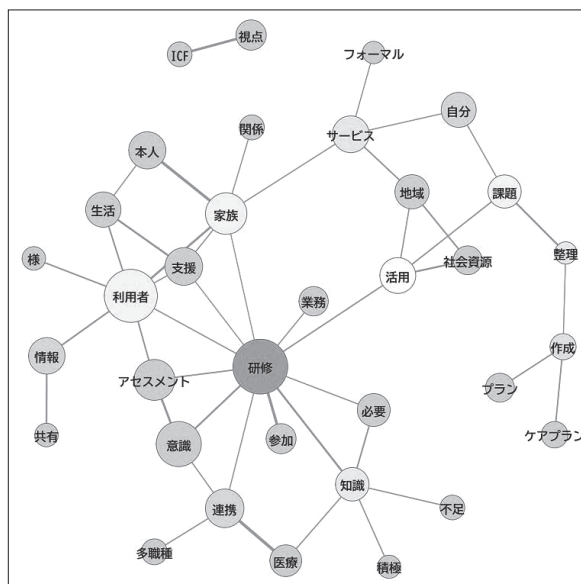 視点
ICF
フォーマル
自分
関係
サービス
本人
地域
課題
生活
家族
様
支援
社会資源
整理
活用
利用者
業務
情報
作成
研修
アセスメント
プラン
必要
共有
参加
意識
ケアプラン
知識
連携
不足
多職種
医療
積極